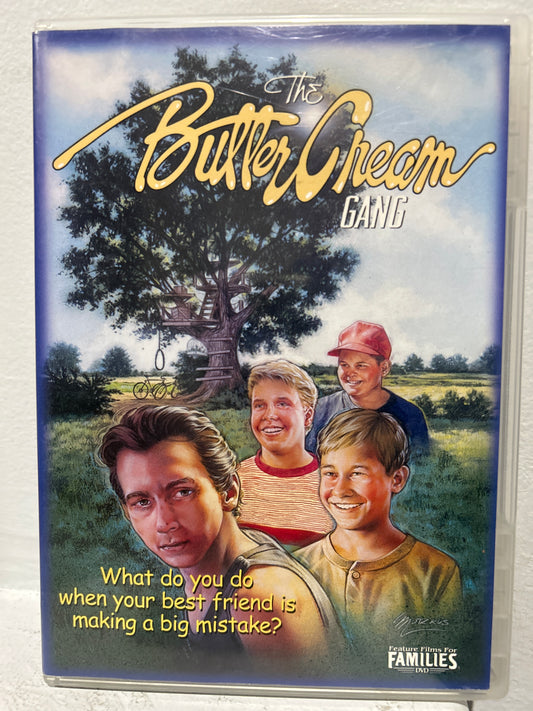 The
Butter Cream
GANG
What do you do
when your best friend is
making a big mistake?
Feature Films For
FAMILIES
DVD